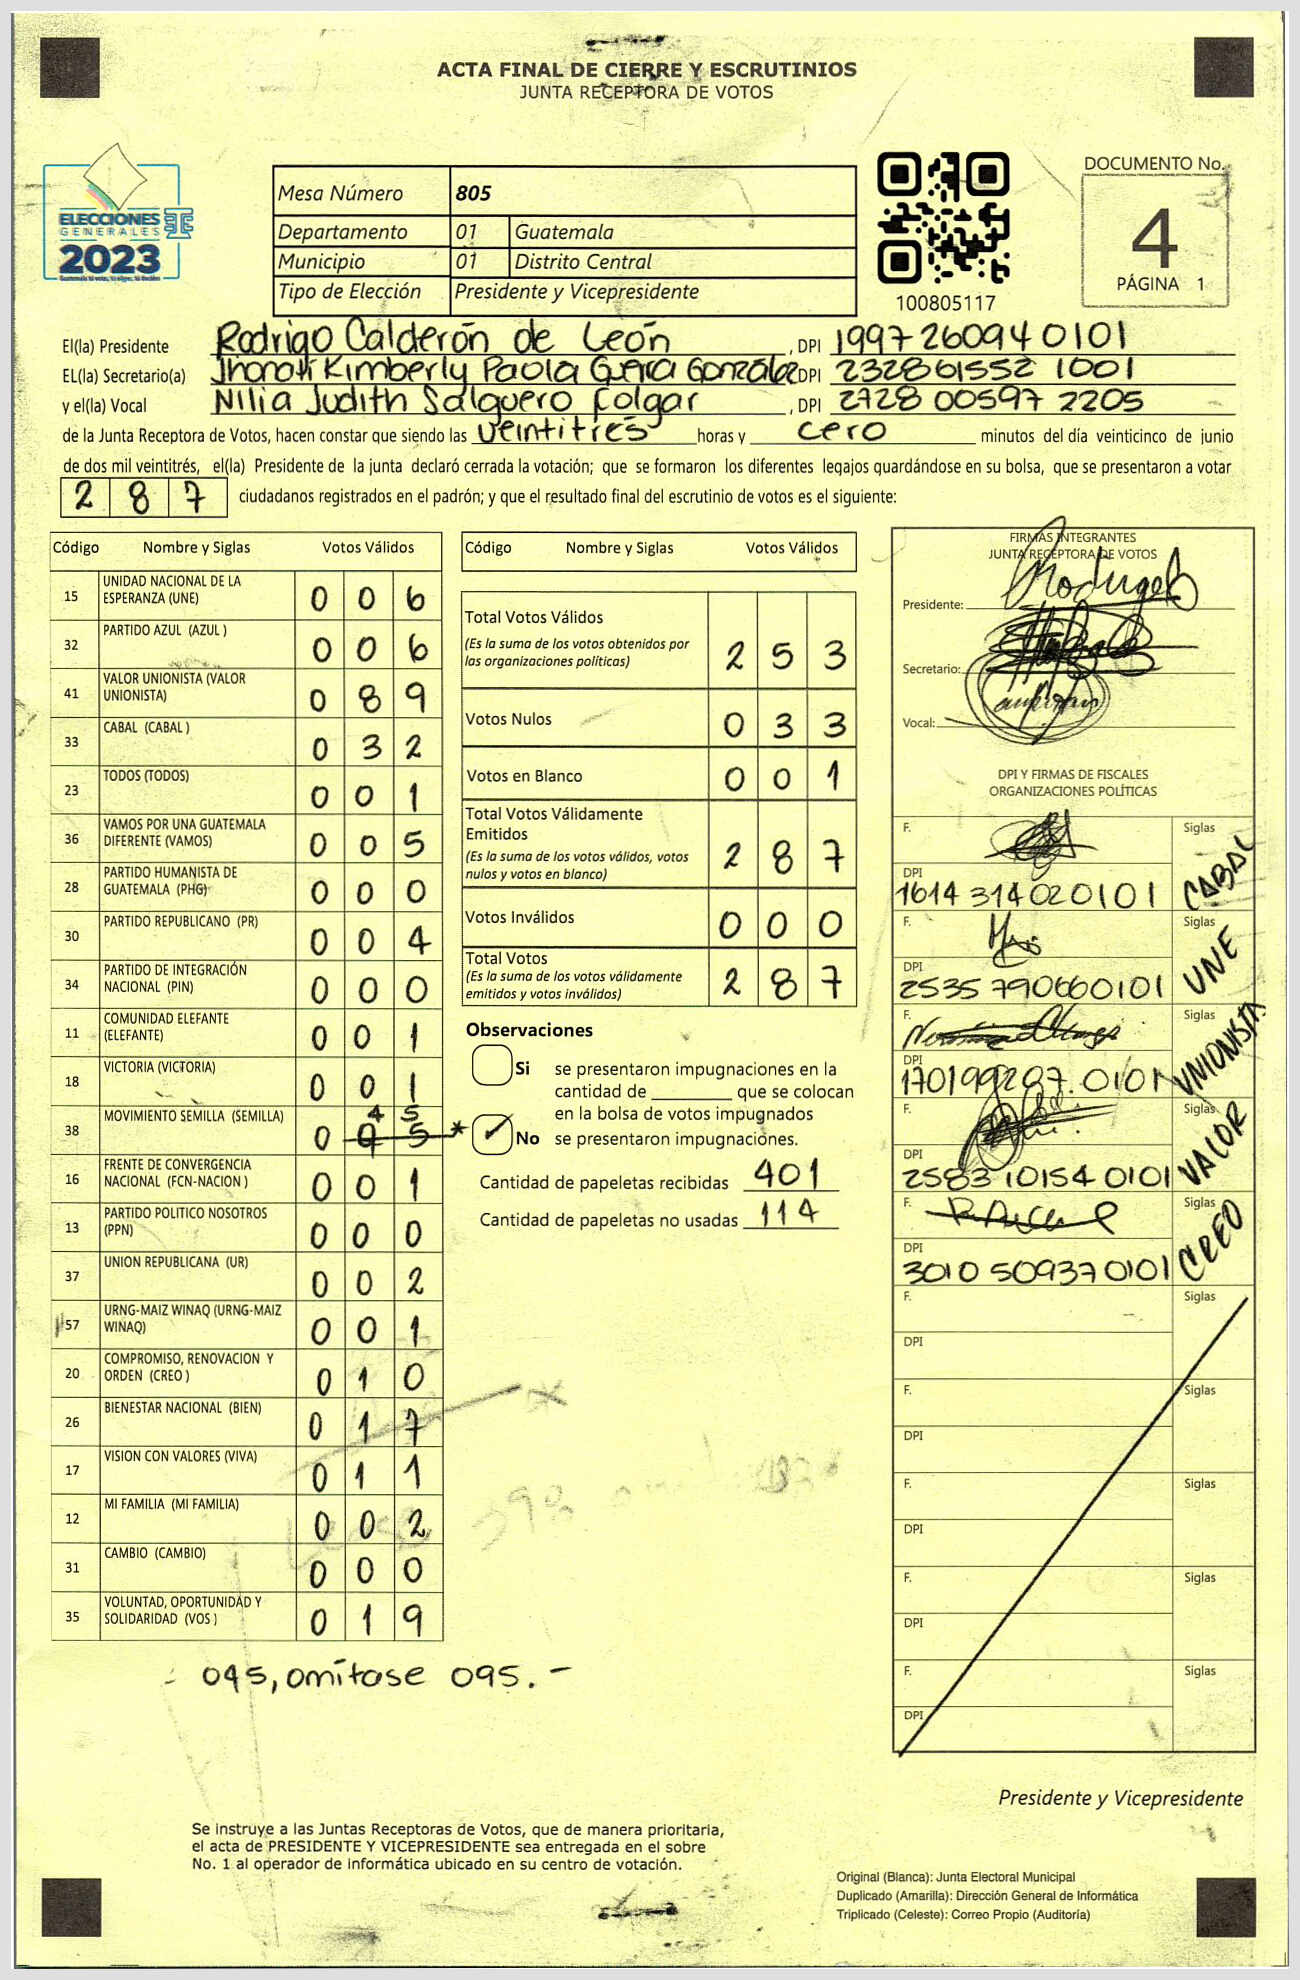 ACTA FINAL DE CIERRE Y ESCRUTINIOS
JUNTA RECEPTORA DE VOTOS
ELECCIONES
GENERALES
2023
Mesa Número 805
Departamento 01 Guatemala
Municipio 01 Distrito Central
Tipo de Elección Presidente y Vicepresidente
100805117
DOCUMENTO No.
4
PÁGINA 1
El(la) Presidente Rodrigo Calderón de León, DPI 1997 26094 0101
EL(la) Secretario(a) Kimberly Paola Guerra González DPI 232861552 1001
y el(la) Vocal Nilia Judith Salguero Folgar, DPI 2728 00597 2205
de la Junta Receptora de Votos, hacen constar que siendo las veintitrés horas y cero minutos del día veinticinco de junio
de dos mil veintitrés, el(la) Presidente de la junta declaró cerrada la votación; que se formaron los diferentes legajos guardándose en su bolsa, que se presentaron a votar
2 8 7 ciudadanos registrados en el padrón; y que el resultado final del escrutinio de votos es el siguiente:
Código Nombre y Siglas Votos Válidos
15 UNIDAD NACIONAL DE LA ESPERANZA (UNE) 0 0 6
32 PARTIDO AZUL (AZUL ) 0 0 6
41 VALOR UNIONISTA (VALOR UNIONISTA) 0 8 9
33 CABAL (CABAL ) 0 3 2
23 TODOS (TODOS) 0 0 1
36 VAMOS POR UNA GUATEMALA DIFERENTE (VAMOS) 0 0 5
28 PARTIDO HUMANISTA DE GUATEMALA (PHG) 0 0 0
30 PARTIDO REPUBLICANO (PR) 0 0 4
34 PARTIDO DE INTEGRACIÓN NACIONAL (PIN) 0 0 0
11 COMUNIDAD ELEFANTE (ELEFANTE) 0 0 1
18 VICTORIA (VICTORIA) 0 0 1
4 5
38 MOVIMIENTO SEMILLA (SEMILLA) 0 9 5 *
16 FRENTE DE CONVERGENCIA NACIONAL (FCN-NACION ) 0 0 1
13 PARTIDO POLITICO NOSOTROS (PPN) 0 0 0
37 UNION REPUBLICANA (UR) 0 0 2
57 URNG-MAIZ WINAQ (URNG-MAIZ WINAQ) 0 0 1
20 COMPROMISO, RENOVACION Y ORDEN (CREO ) 0 1 0
26 BIENESTAR NACIONAL (BIEN) 0 1 7
17 VISION CON VALORES (VIVA) 0 1 1
12 MI FAMILIA (MI FAMILIA) 0 0 2
31 CAMBIO (CAMBIO) 0 0 0
35 VOLUNTAD, OPORTUNIDAD Y SOLIDARIDAD (VOS ) 0 1 9
- 045, omítase 095. -
Código Nombre y Siglas Votos Válidos
Total Votos Válidos
(Es la suma de los votos obtenidos por
las organizaciones políticas) 2 5 3
Votos Nulos 0 3 3
Votos en Blanco 0 0 1
Total Votos Válidamente
Emitidos
(Es la suma de los votos válidos, votos
nulos y votos en blanco) 2 8 7
Votos Inválidos 0 0 0
Total Votos
(Es la suma de los votos válidamente
emitidos y votos inválidos) 2 8 7
Observaciones
Si se presentaron impugnaciones en la
cantidad de ________ que se colocan
en la bolsa de votos impugnados
✓ No se presentaron impugnaciones.
Cantidad de papeletas recibidas 401
Cantidad de papeletas no usadas 114
FIRMAS INTEGRANTES
JUNTA RECEPTORA DE VOTOS
Presidente:
Secretario:
Vocal:
DPI Y FIRMAS DE FISCALES
ORGANIZACIONES POLÍTICAS
F. Siglas CABAL
DPI 1614 31402 0101
F. Siglas UNE
DPI 2535 79066 0101
F. Siglas UNIONISTA
DPI 170199207 0101
F. Siglas VALOR
DPI 2583 10154 0101
F. Siglas CREO
DPI 3010 50937 0101
F. Siglas
DPI
F. Siglas
DPI
F. Siglas
DPI
F. Siglas
DPI
F. Siglas
DPI
Presidente y Vicepresidente
Se instruye a las Juntas Receptoras de Votos, que de manera prioritaria,
el acta de PRESIDENTE Y VICEPRESIDENTE sea entregada en el sobre
No. 1 al operador de informática ubicado en su centro de votación.
Original (Blanca): Junta Electoral Municipal
Duplicado (Amarilla): Dirección General de Informática
Triplicado (Celeste): Correo Propio (Auditoría)